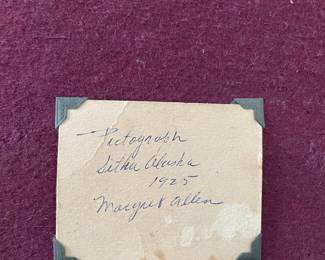 Pictograph
Sitka Alaska
1925
Margret Allen